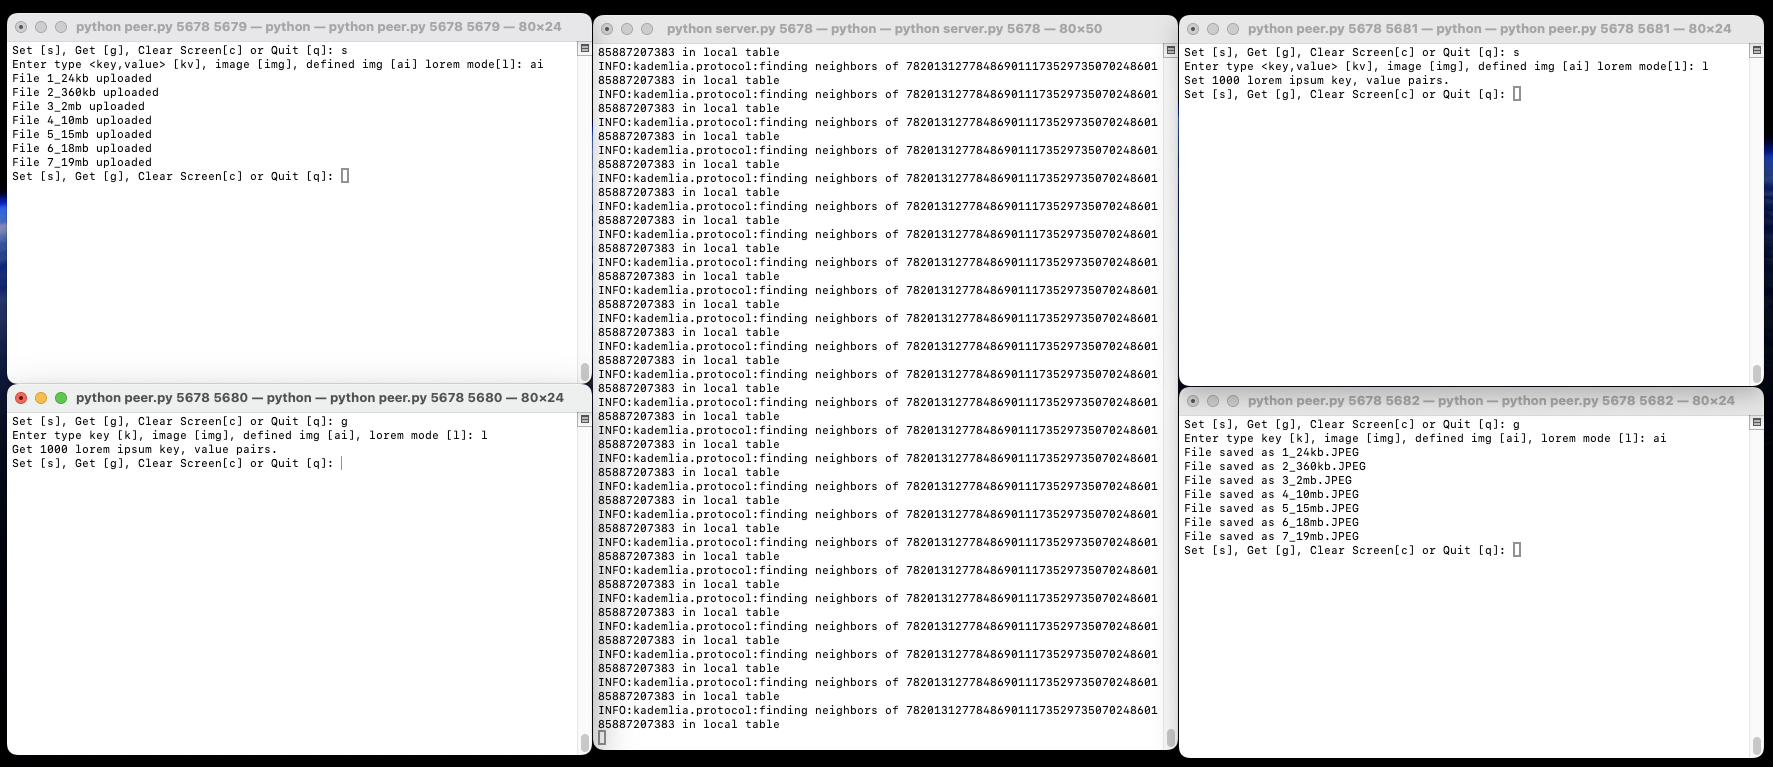 python peer.py 5678 5679 — python — python peer.py 5678 5679 — 80×24
Set [s], Get [g], Clear Screen[c] or Quit [q]: s
Enter type <key,value> [kv], image [img], defined img [ai] lorem mode[l]: ai
File 1_24kb uploaded
File 2_360kb uploaded
File 3_2mb uploaded
File 4_10mb uploaded
File 5_15mb uploaded
File 6_18mb uploaded
File 7_19mb uploaded
Set [s], Get [g], Clear Screen[c] or Quit [q]:
python peer.py 5678 5680 — python — python peer.py 5678 5680 — 80×24
Set [s], Get [g], Clear Screen[c] or Quit [q]: g
Enter type key [k], image [img], defined img [ai], lorem mode [l]: l
Get 1000 lorem ipsum key, value pairs.
Set [s], Get [g], Clear Screen[c] or Quit [q]:
python server.py 5678 — python — python server.py 5678 — 80×50
85887207383 in local table
INFO:kademlia.protocol:finding neighbors of 782013127784869011173529735070248601
85887207383 in local table
INFO:kademlia.protocol:finding neighbors of 782013127784869011173529735070248601
85887207383 in local table
INFO:kademlia.protocol:finding neighbors of 782013127784869011173529735070248601
85887207383 in local table
INFO:kademlia.protocol:finding neighbors of 782013127784869011173529735070248601
85887207383 in local table
INFO:kademlia.protocol:finding neighbors of 782013127784869011173529735070248601
85887207383 in local table
INFO:kademlia.protocol:finding neighbors of 782013127784869011173529735070248601
85887207383 in local table
INFO:kademlia.protocol:finding neighbors of 782013127784869011173529735070248601
85887207383 in local table
INFO:kademlia.protocol:finding neighbors of 782013127784869011173529735070248601
85887207383 in local table
INFO:kademlia.protocol:finding neighbors of 782013127784869011173529735070248601
85887207383 in local table
INFO:kademlia.protocol:finding neighbors of 782013127784869011173529735070248601
85887207383 in local table
INFO:kademlia.protocol:finding neighbors of 782013127784869011173529735070248601
85887207383 in local table
INFO:kademlia.protocol:finding neighbors of 782013127784869011173529735070248601
85887207383 in local table
INFO:kademlia.protocol:finding neighbors of 782013127784869011173529735070248601
85887207383 in local table
INFO:kademlia.protocol:finding neighbors of 782013127784869011173529735070248601
85887207383 in local table
INFO:kademlia.protocol:finding neighbors of 782013127784869011173529735070248601
85887207383 in local table
INFO:kademlia.protocol:finding neighbors of 782013127784869011173529735070248601
85887207383 in local table
INFO:kademlia.protocol:finding neighbors of 782013127784869011173529735070248601
85887207383 in local table
INFO:kademlia.protocol:finding neighbors of 782013127784869011173529735070248601
85887207383 in local table
INFO:kademlia.protocol:finding neighbors of 782013127784869011173529735070248601
85887207383 in local table
INFO:kademlia.protocol:finding neighbors of 782013127784869011173529735070248601
85887207383 in local table
INFO:kademlia.protocol:finding neighbors of 782013127784869011173529735070248601
85887207383 in local table
INFO:kademlia.protocol:finding neighbors of 782013127784869011173529735070248601
85887207383 in local table
INFO:kademlia.protocol:finding neighbors of 782013127784869011173529735070248601
85887207383 in local table
INFO:kademlia.protocol:finding neighbors of 782013127784869011173529735070248601
85887207383 in local table
python peer.py 5678 5681 — python — python peer.py 5678 5681 — 80×24
Set [s], Get [g], Clear Screen[c] or Quit [q]: s
Enter type <key,value> [kv], image [img], defined img [ai] lorem mode[l]: l
Set 1000 lorem ipsum key, value pairs.
Set [s], Get [g], Clear Screen[c] or Quit [q]:
python peer.py 5678 5682 — python — python peer.py 5678 5682 — 80×24
Set [s], Get [g], Clear Screen[c] or Quit [q]: g
Enter type key [k], image [img], defined img [ai], lorem mode [l]: ai
File saved as 1_24kb.JPEG
File saved as 2_360kb.JPEG
File saved as 3_2mb.JPEG
File saved as 4_10mb.JPEG
File saved as 5_15mb.JPEG
File saved as 6_18mb.JPEG
File saved as 7_19mb.JPEG
Set [s], Get [g], Clear Screen[c] or Quit [q]: